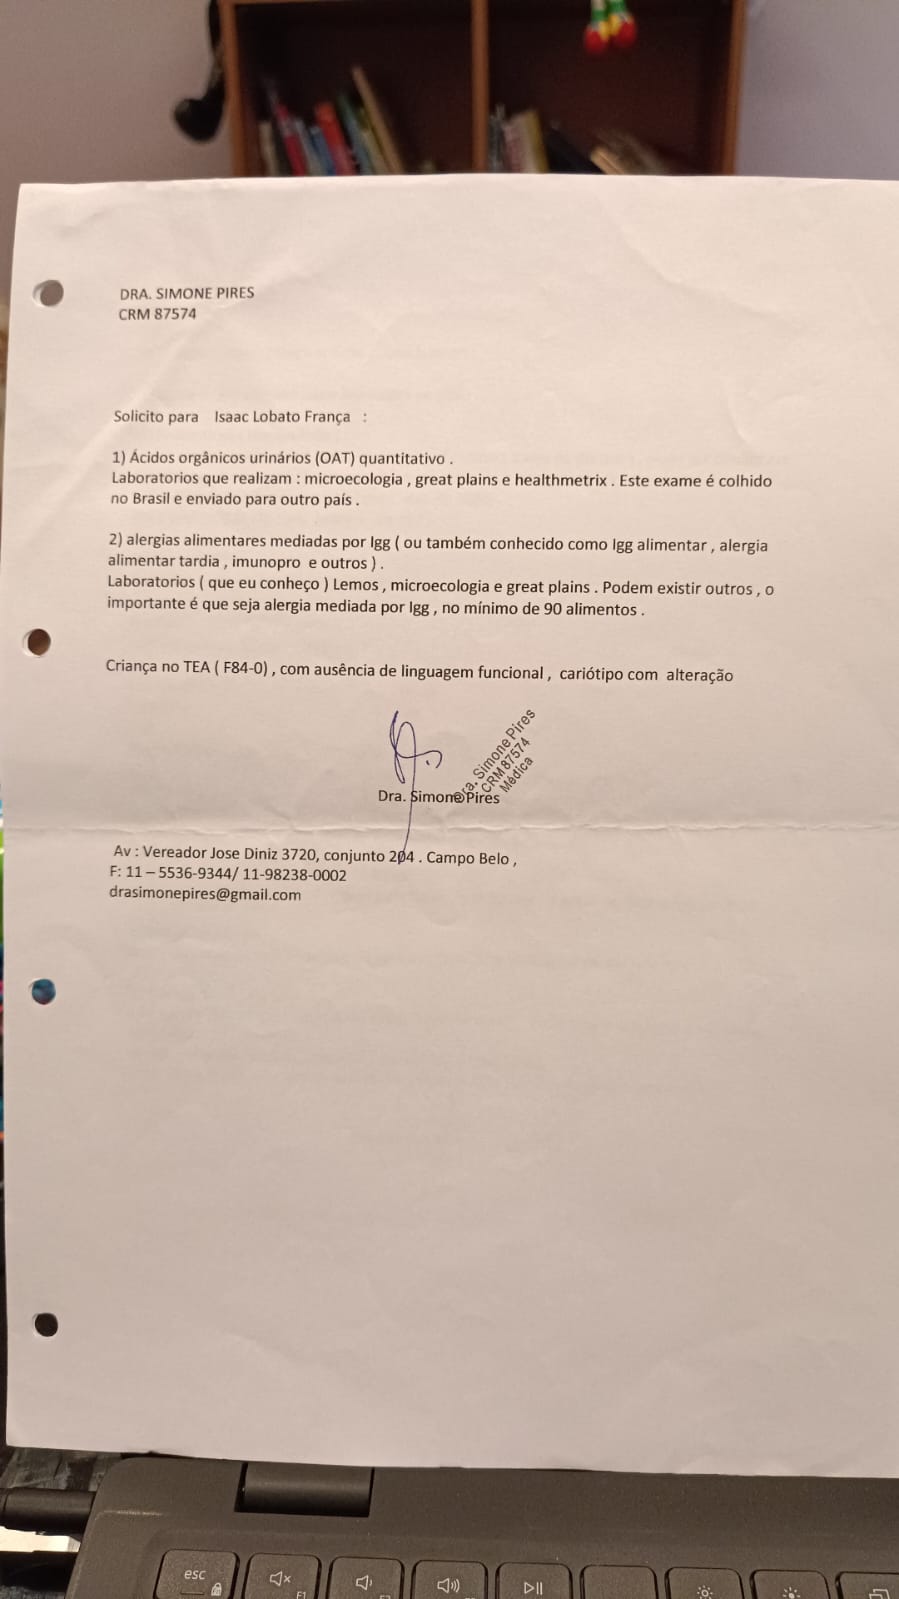 DRA. SIMONE PIRES
CRM 87574
Solicito para Isaac Lobato França :
1) Ácidos orgânicos urinários (OAT) quantitativo .
Laboratorios que realizam : microecologia , great plains e healthmetrix . Este exame é colhido
no Brasil e enviado para outro país .
2) alergias alimentares mediadas por Igg ( ou também conhecido como Igg alimentar , alergia
alimentar tardia , imunopro e outros ) .
Laboratorios ( que eu conheço ) Lemos , microecologia e great plains . Podem existir outros , o
importante é que seja alergia mediada por Igg , no mínimo de 90 alimentos .
Criança no TEA ( F84-0) , com ausência de linguagem funcional , cariótipo com alteração
Dra. Simone Pires
CRM 87574
Médica
Dra. Simone Pires
Av : Vereador Jose Diniz 3720, conjunto 204 . Campo Belo ,
F: 11 – 5536-9344/ 11-98238-0002
drasimonepires@gmail.com
esc
F1